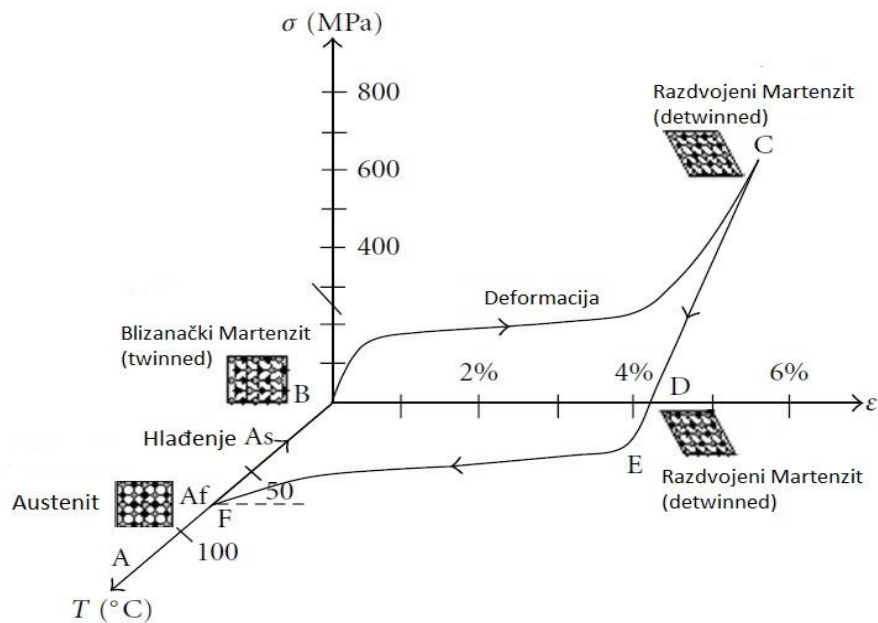 σ (MPa)
800
600
400
Razdvojeni Martenzit
(detwinned)
C
Deformacija
Blizanački Martenzit
(twinned)
B
2%
4%
D
6%
ε
Hlađenje As
E
Razdvojeni Martenzit
(detwinned)
Austenit
Af
F
50
A
100
T (°C)